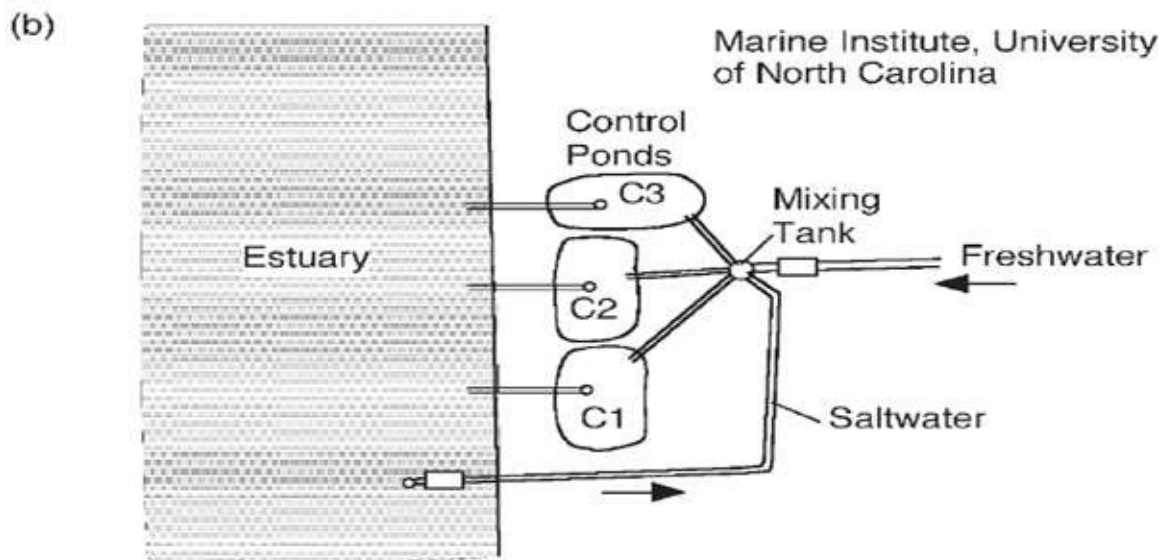 (b)
Marine Institute, University
of North Carolina
Control
Ponds
C3
Mixing
Tank
Estuary
Freshwater
C2
C1
Saltwater